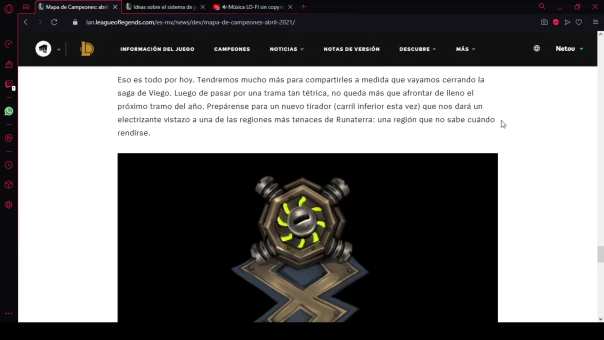 Mapa de Campeones: abril
Ideas sobre el sistema de j
Música LO-FI sin copyri
lan.leagueoflegends.com/es-mx/news/dev/mapa-de-campeones-abril-2021/
INFORMACIÓN DEL JUEGO
CAMPEONES
NOTICIAS
NOTAS DE VERSIÓN
DESCUBRE
MÁS
Netou
Eso es todo por hoy. Tendremos mucho más para compartirles a medida que vayamos cerrando la
saga de Viego. Luego de pasar por una trama tan tétrica, no queda más que afrontar de lleno el
próximo tramo del año. Prepárense para un nuevo tirador (carril inferior esta vez) que nos dará un
electrizante vistazo a una de las regiones más tenaces de Runaterra: una región que no sabe cuándo
rendirse.